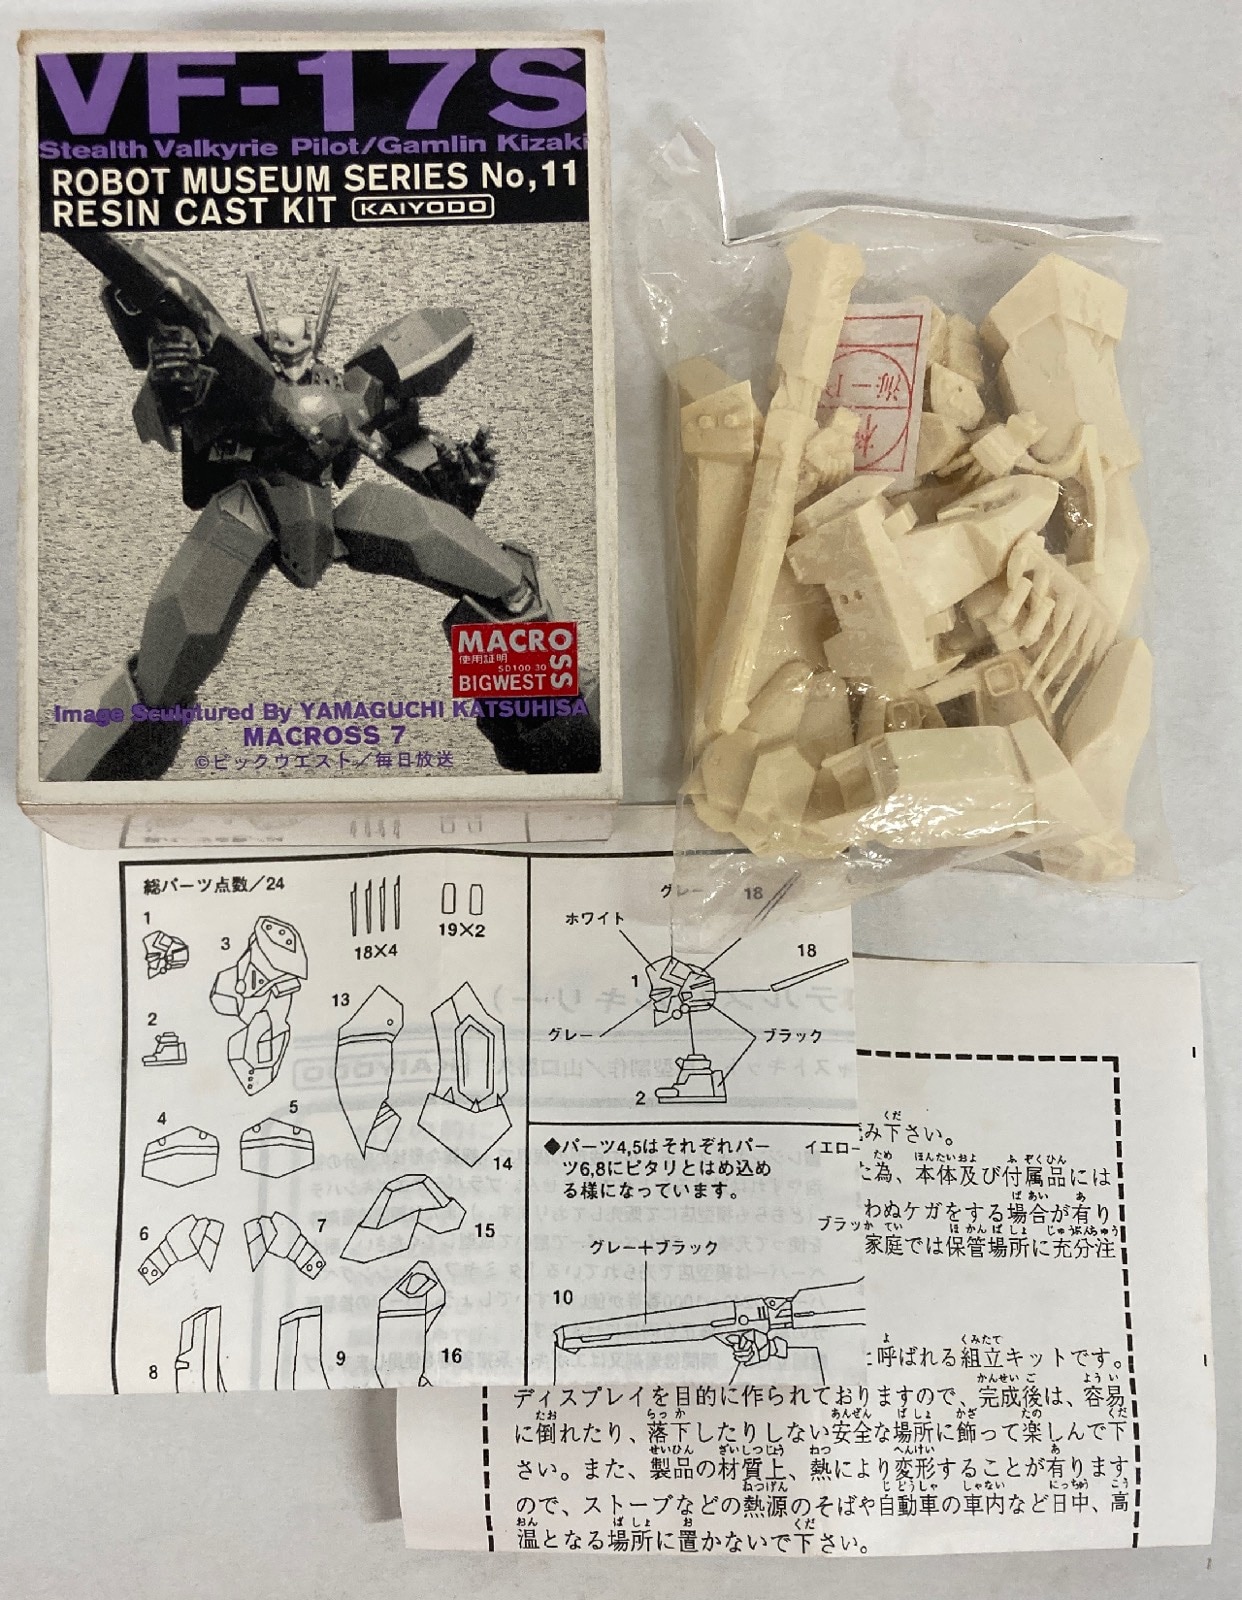 VF-17S
Stealth Valkyrie Pilot/Gamlin Kizaki
ROBOT MUSEUM SERIES No,11
RESIN CAST KIT KAIYODO
MACROSS
使用証明
SD100 30
BIGWEST
Image Sculptured By YAMAGUCHI KATSUHISA
MACROSS 7
©ビックウエスト/毎日放送
総パーツ点数/24
1
2
3
4
5
6
7
8
9
13
14
15
16
18×4
19×2
グレー
18
ホワイト
18
1
グレー
ブラック
2
◆パーツ4,5はそれぞれパー
ツ6,8にピタリとはめ込め
る様になっています。
イエロー
ブラッ
グレー+ブラック
10
み下さい。
為、本体及び付属品には
わぬケガをする場合が有り
家庭では保管場所に充分注
呼ばれる組立キットです。
ディスプレイを目的に作られておりますので、完成後は、容易
に倒れたり、落下したりしない安全な場所に飾って楽しんで下
さい。また、製品の材質上、熱により変形することが有ります
ので、ストーブなどの熱源のそばや自動車の車内など日中、高
温となる場所に置かないで下さい。